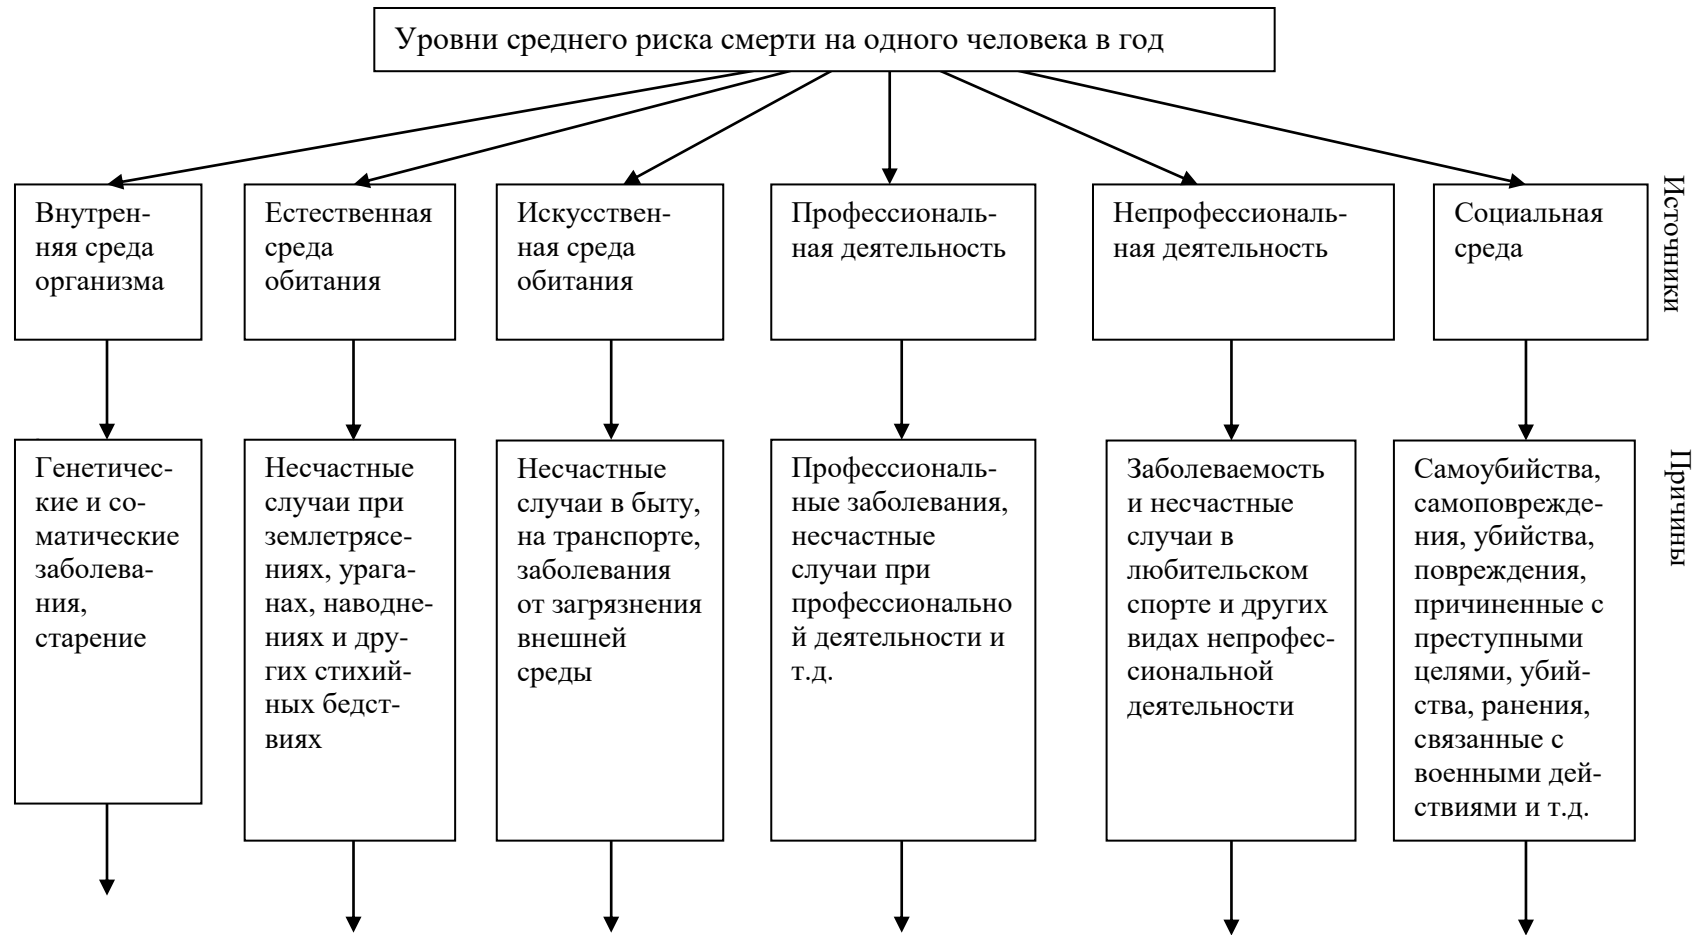 Уровни среднего риска смерти на одного человека в год
Внутрен-
няя среда
организма
Естественная
среда
обитания
Искусствен-
ная среда
обитания
Профессиональ-
ная деятельность
Непрофессиональ-
ная деятельность
Социальная
среда
Источники
Генетичес-
кие и со-
матические
заболева-
ния,
старение
Несчастные
случаи при
землетрясе-
ниях, урага-
нах, наводне-
ниях и дру-
гих стихий-
ных бедст-
виях
Несчастные
случаи в быту,
на транспорте,
заболевания
от загрязнения
внешней
среды
Профессиональ-
ные заболевания,
несчастные
случаи при
профессионально
й деятельности и
т.д.
Заболеваемость
и несчастные
случаи в
любительском
спорте и других
видах непрофес-
сиональной
деятельности
Самоубийства,
самоповрежде-
ния, убийства,
повреждения,
причиненные с
преступными
целями, убий-
ства, ранения,
связанные с
военными дей-
ствиями и т.д.
Причины